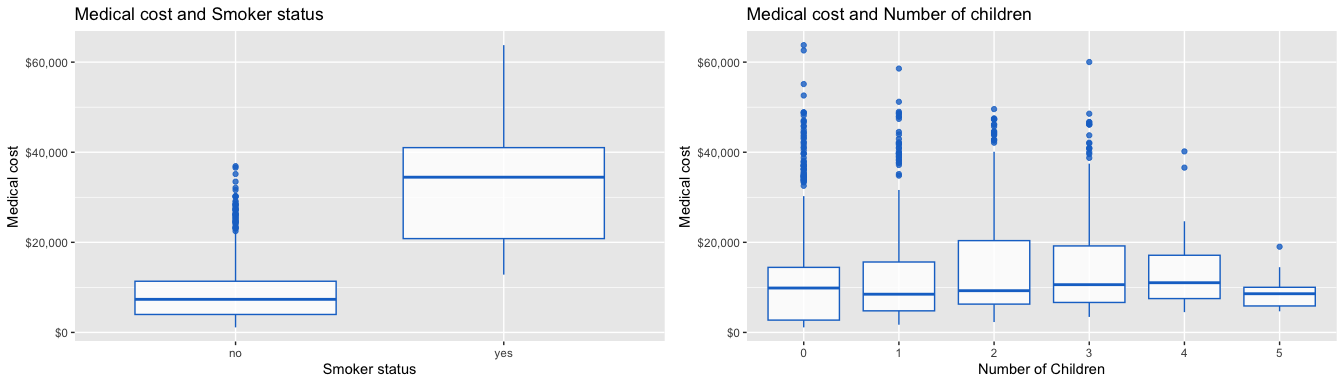 Medical cost and Smoker status
Medical cost
$60,000
$40,000
$20,000
$0
no yes
Smoker status
Medical cost and Number of children
Medical cost
$60,000
$40,000
$20,000
$0
0 1 2 3 4 5
Number of Children